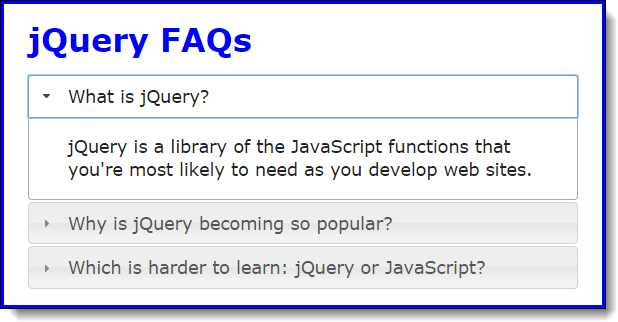 jQuery FAQs
What is jQuery?
jQuery is a library of the JavaScript functions that
you're most likely to need as you develop web sites.
Why is jQuery becoming so popular?
Which is harder to learn: jQuery or JavaScript?